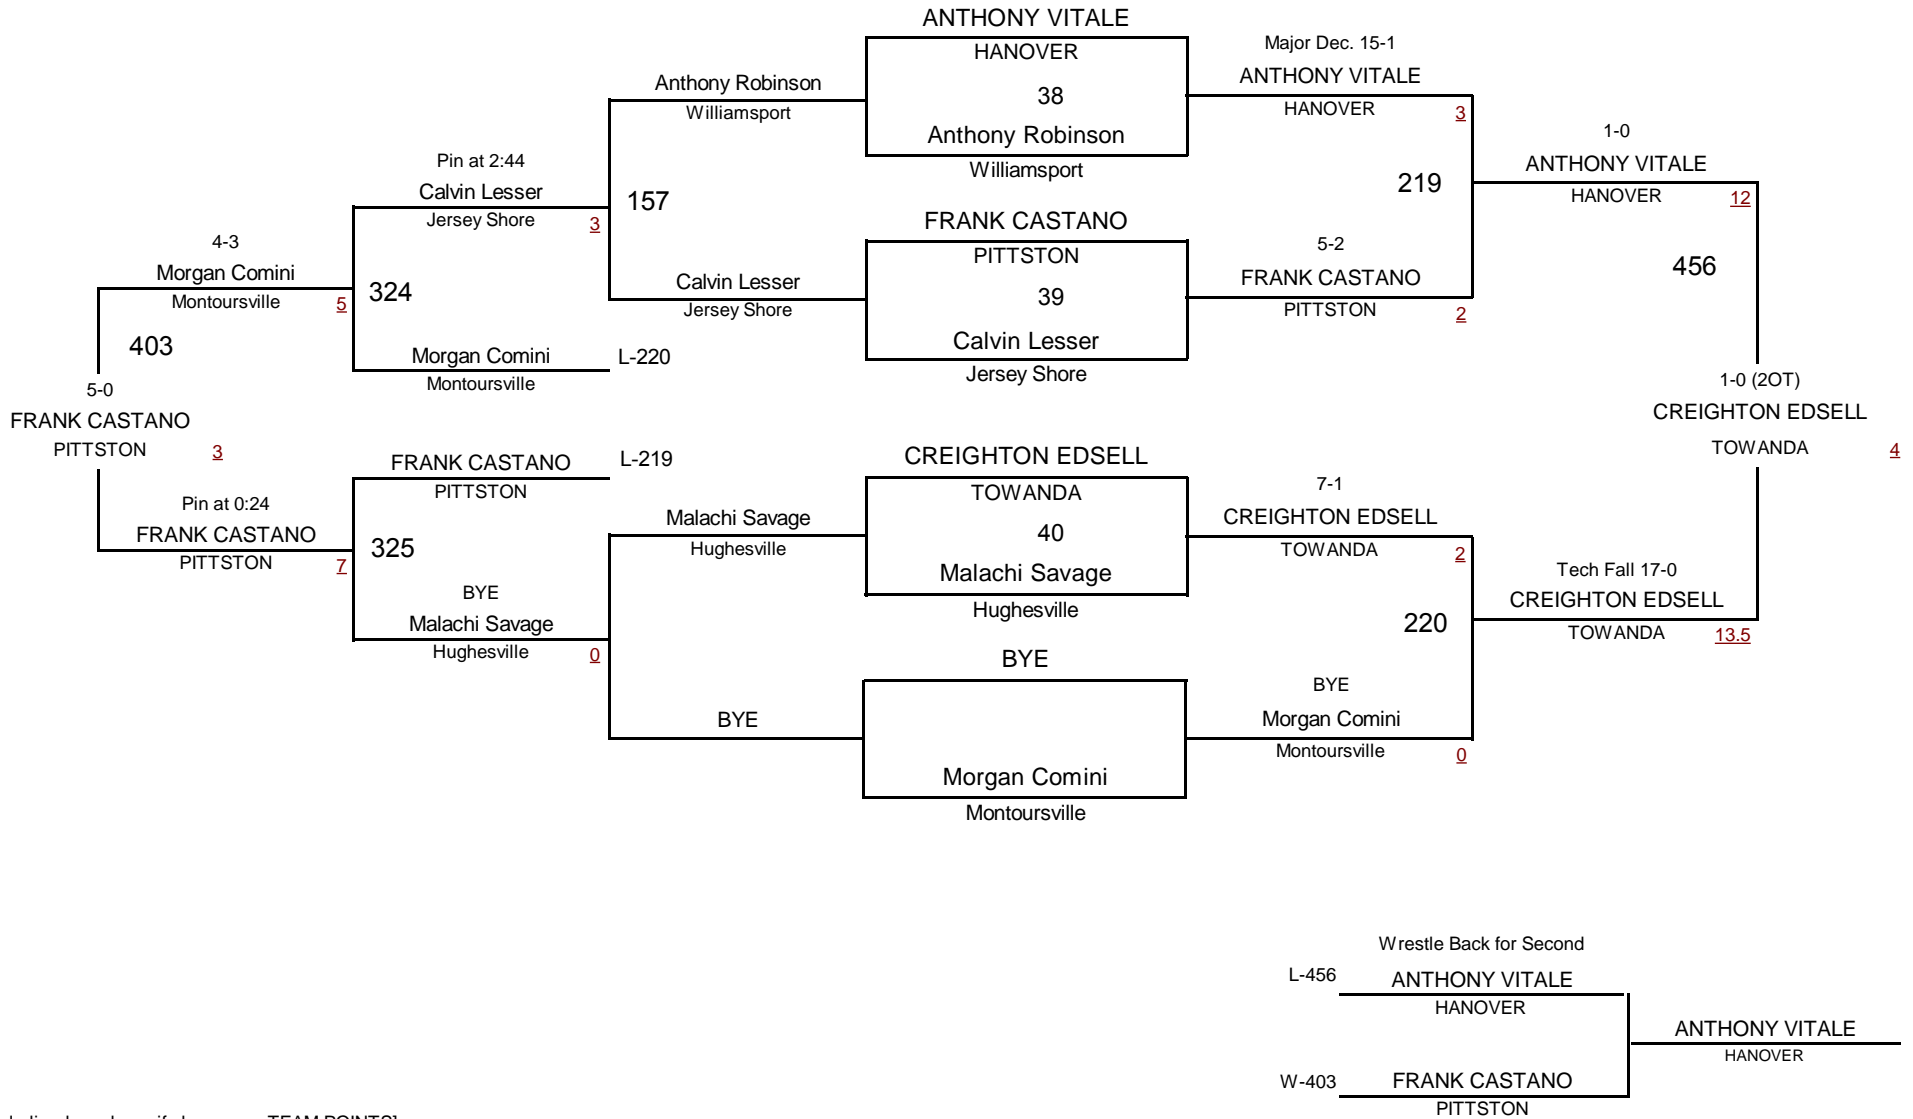 ANTHONY VITALE
HANOVER
38
Anthony Robinson
Williamsport
Major Dec. 15-1
ANTHONY VITALE
HANOVER
3
Anthony Robinson
Williamsport
1-0
ANTHONY VITALE
HANOVER
12
Pin at 2:44
Calvin Lesser
Jersey Shore
3
157
219
FRANK CASTANO
PITTSTON
39
Calvin Lesser
Jersey Shore
5-2
FRANK CASTANO
PITTSTON
2
4-3
Morgan Comini
Montoursville
5
324
Calvin Lesser
Jersey Shore
456
403
Morgan Comini
Montoursville
L-220
5-0
FRANK CASTANO
PITTSTON
3
1-0 (2OT)
CREIGHTON EDSELL
TOWANDA
4
FRANK CASTANO
PITTSTON
L-219
CREIGHTON EDSELL
TOWANDA
40
Malachi Savage
Hughesville
7-1
CREIGHTON EDSELL
TOWANDA
2
Pin at 0:24
FRANK CASTANO
PITTSTON
7
325
Malachi Savage
Hughesville
BYE
Malachi Savage
Hughesville
0
Tech Fall 17-0
CREIGHTON EDSELL
TOWANDA
13.5
220
BYE
BYE
Morgan Comini
Montoursville
BYE
Morgan Comini
Montoursville
0
Wrestle Back for Second
L-456
ANTHONY VITALE
HANOVER
ANTHONY VITALE
HANOVER
W-403
FRANK CASTANO
PITTSTON
TEAM POINTS]